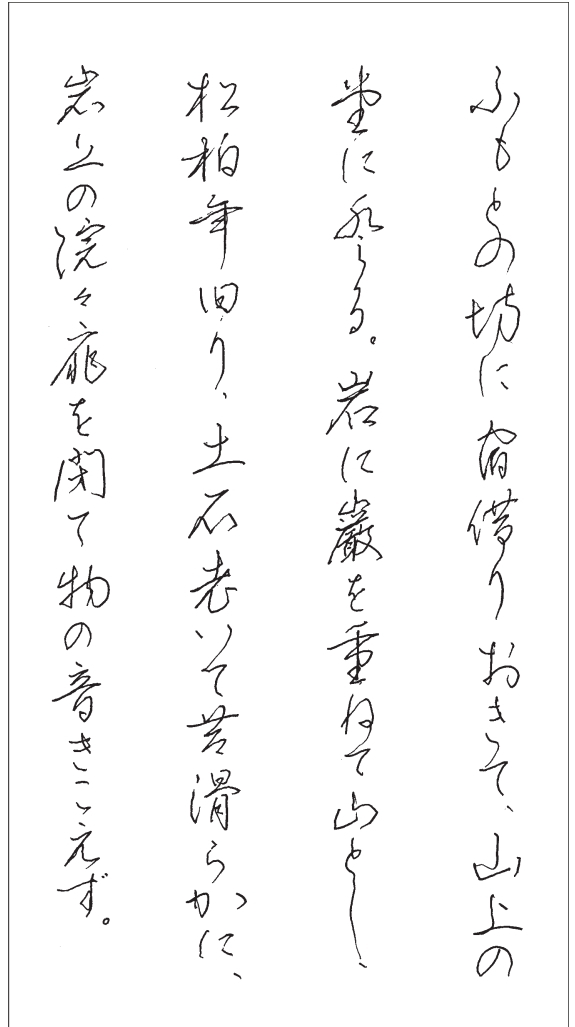 ふもとの坊に宿借りおきて、山上の
堂に登る。岩に巌を重ねて山とし、
松柏年旧り、土石老いて苔滑らかに、
岩上の院々扉を閉て物の音きこえず。